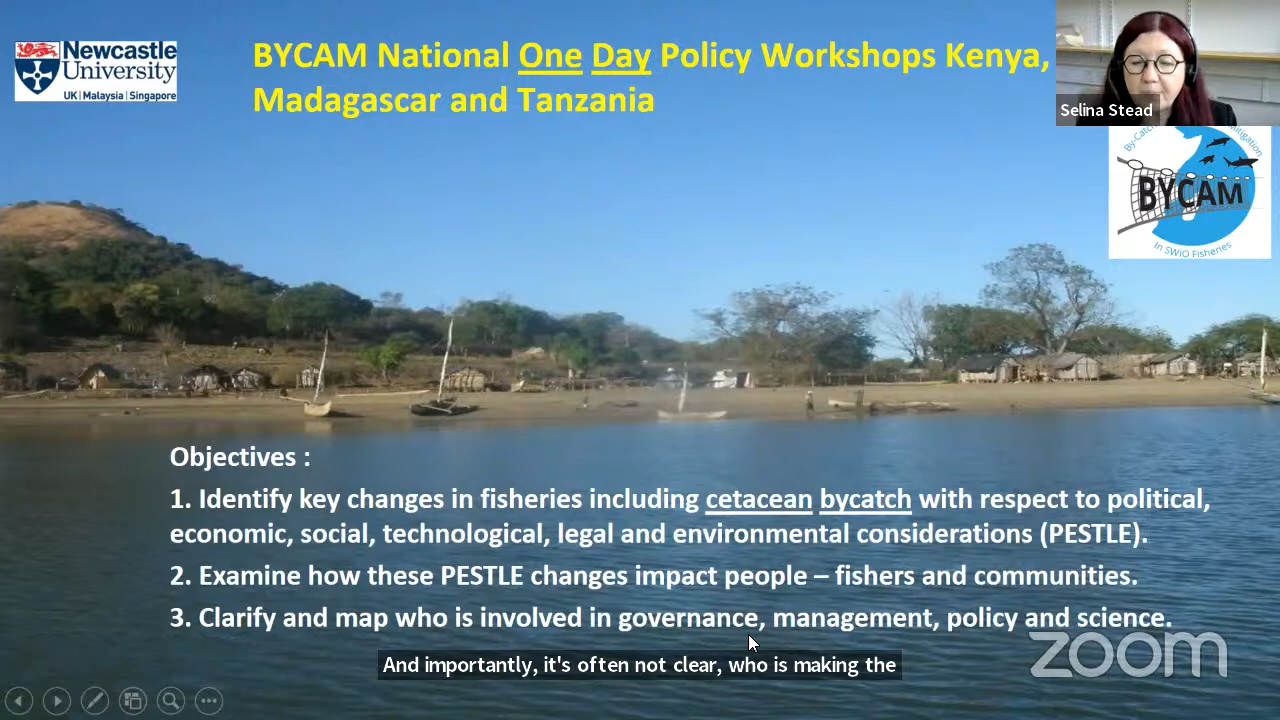 Newcastle
University
UK | Malaysia | Singapore
BYCAM National One Day Policy Workshops Kenya,
Madagascar and Tanzania
Selina Stead
By-Catch
Mitigation
BYCAM
In SWIO Fisheries
Objectives :
1. Identify key changes in fisheries including cetacean bycatch with respect to political,
economic, social, technological, legal and environmental considerations (PESTLE).
2. Examine how these PESTLE changes impact people – fishers and communities.
3. Clarify and map who is involved in governance, management, policy and science.
zoom
And importantly, it's often not clear, who is making the